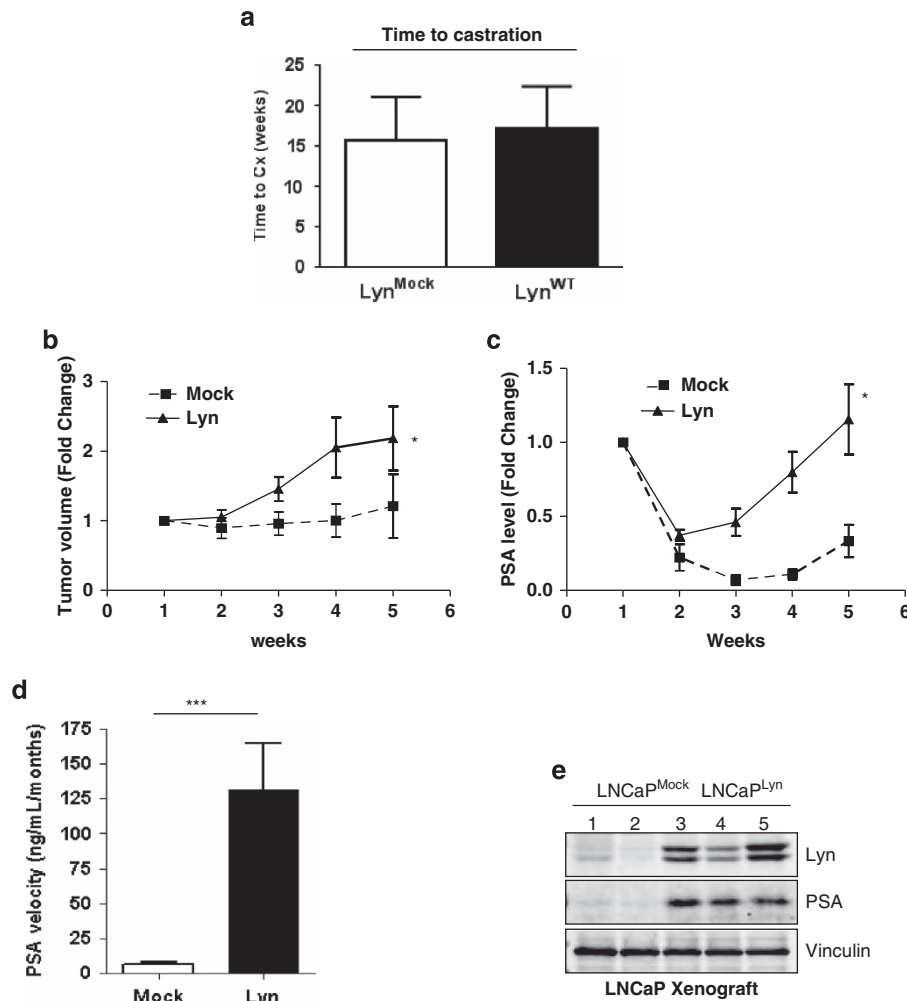 a
Time to castration
Time to Cx (weeks)
25
20
15
10
5
0
Lyn^Mock
Lyn^WT
b
Tumor volume (Fold Change)
3
2
1
0
Mock
Lyn
*
0 1 2 3 4 5 6
weeks
c
PSA level (Fold Change)
1.5
1.0
0.5
0.0
Mock
Lyn
*
0 1 2 3 4 5 6
Weeks
d
PSA velocity (ng/mL/months)
175
150
125
100
75
50
25
0
***
Mock
Lyn
e
LNCaP^Mock LNCaP^Lyn
1 2 3 4 5
Lyn
PSA
Vinculin
LNCaP Xenograft